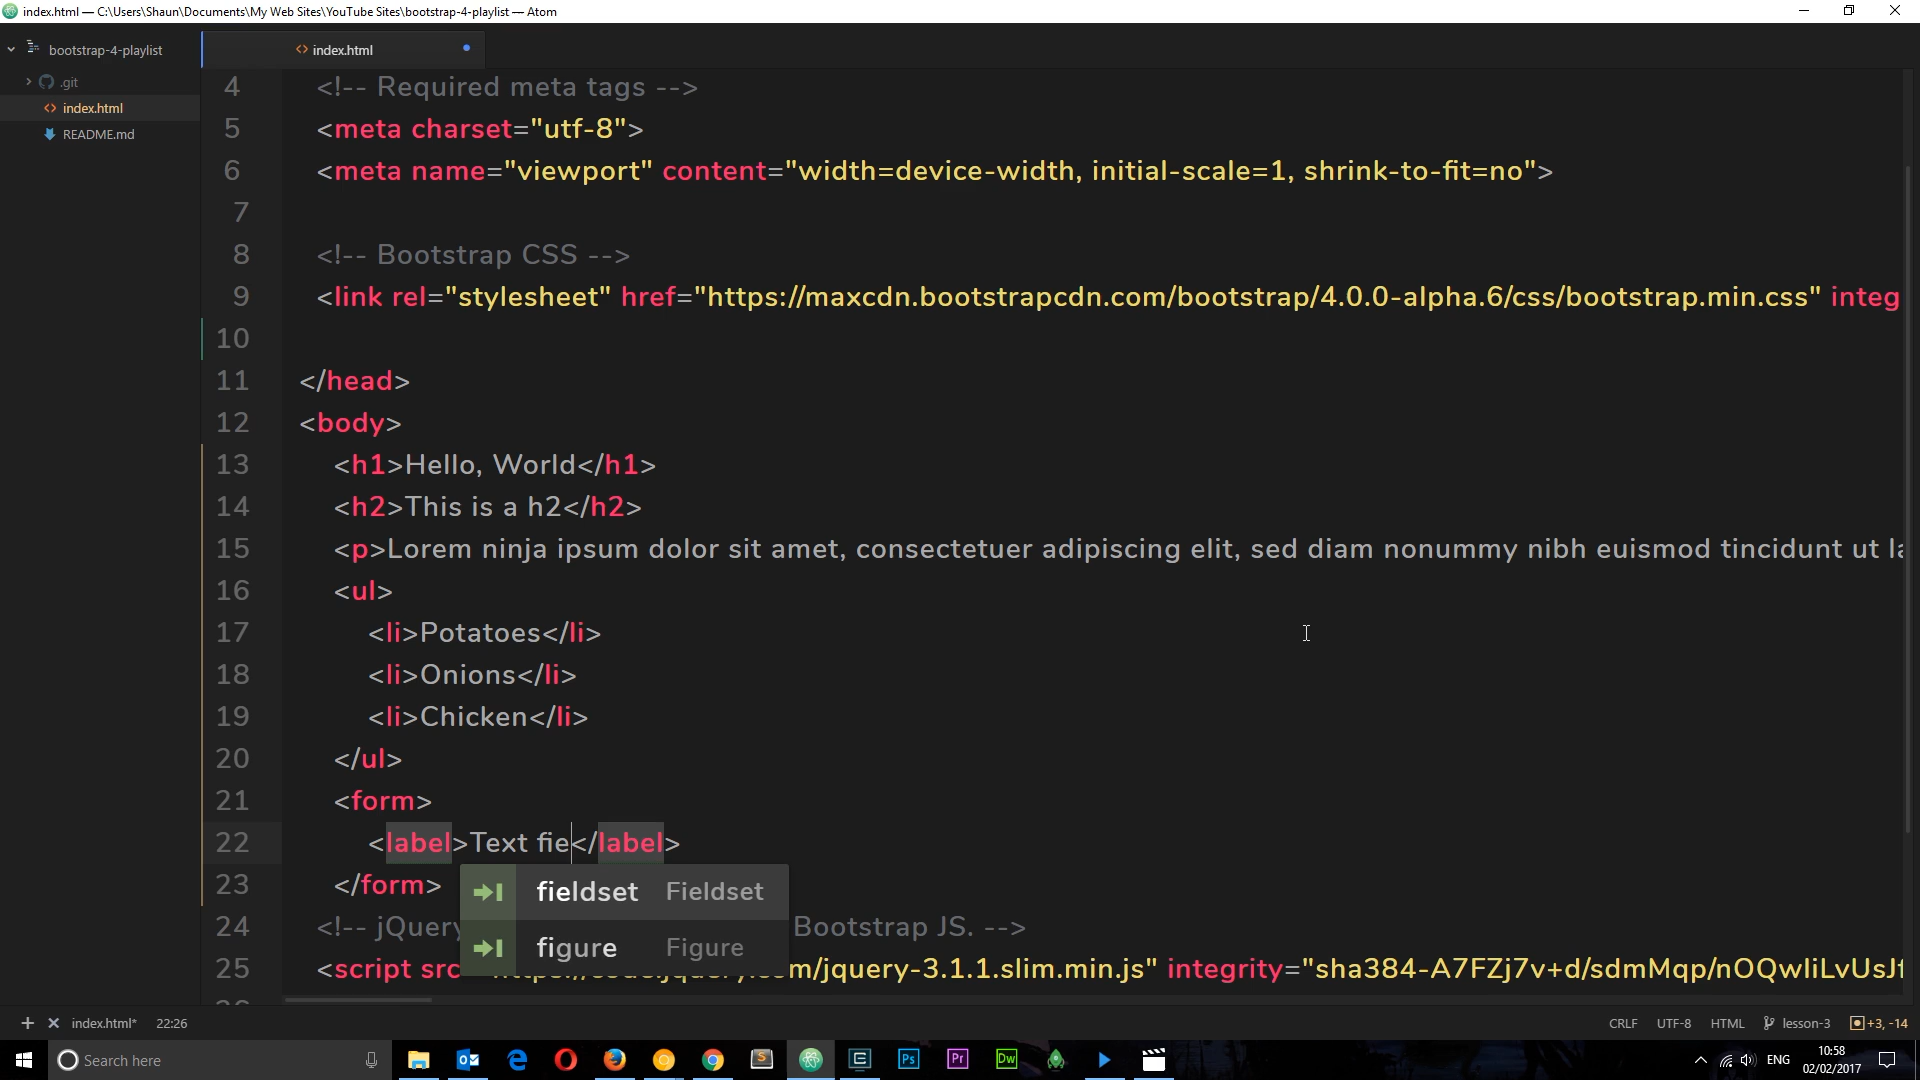 index.html — C:\Users\Shaun\Documents\My Web Sites\YouTube Sites\bootstrap-4-playlist — Atom
bootstrap-4-playlist
.git
index.html
README.md
index.html
4 <!-- Required meta tags -->
5 <meta charset="utf-8">
6 <meta name="viewport" content="width=device-width, initial-scale=1, shrink-to-fit=no">
7
8 <!-- Bootstrap CSS -->
9 <link rel="stylesheet" href="https://maxcdn.bootstrapcdn.com/bootstrap/4.0.0-alpha.6/css/bootstrap.min.css" integ
10
11 </head>
12 <body>
13 <h1>Hello, World</h1>
14 <h2>This is a h2</h2>
15 <p>Lorem ninja ipsum dolor sit amet, consectetuer adipiscing elit, sed diam nonummy nibh euismod tincidunt ut la
16 <ul>
17 <li>Potatoes</li>
18 <li>Onions</li>
19 <li>Chicken</li>
20 </ul>
21 <form>
22 <label>Text fie</label>
23 </form>
fieldset Fieldset
figure Figure
24 <!-- jQuery Bootstrap JS. -->
25 <script src m/jquery-3.1.1.slim.min.js" integrity="sha384-A7FZj7v+d/sdmMqp/nOQwliLvUsJf
index.html* 22:26
CRLF UTF-8 HTML lesson-3 +3, -14
Search here
Ps
Pr
Dw
ENG
10:58
02/02/2017